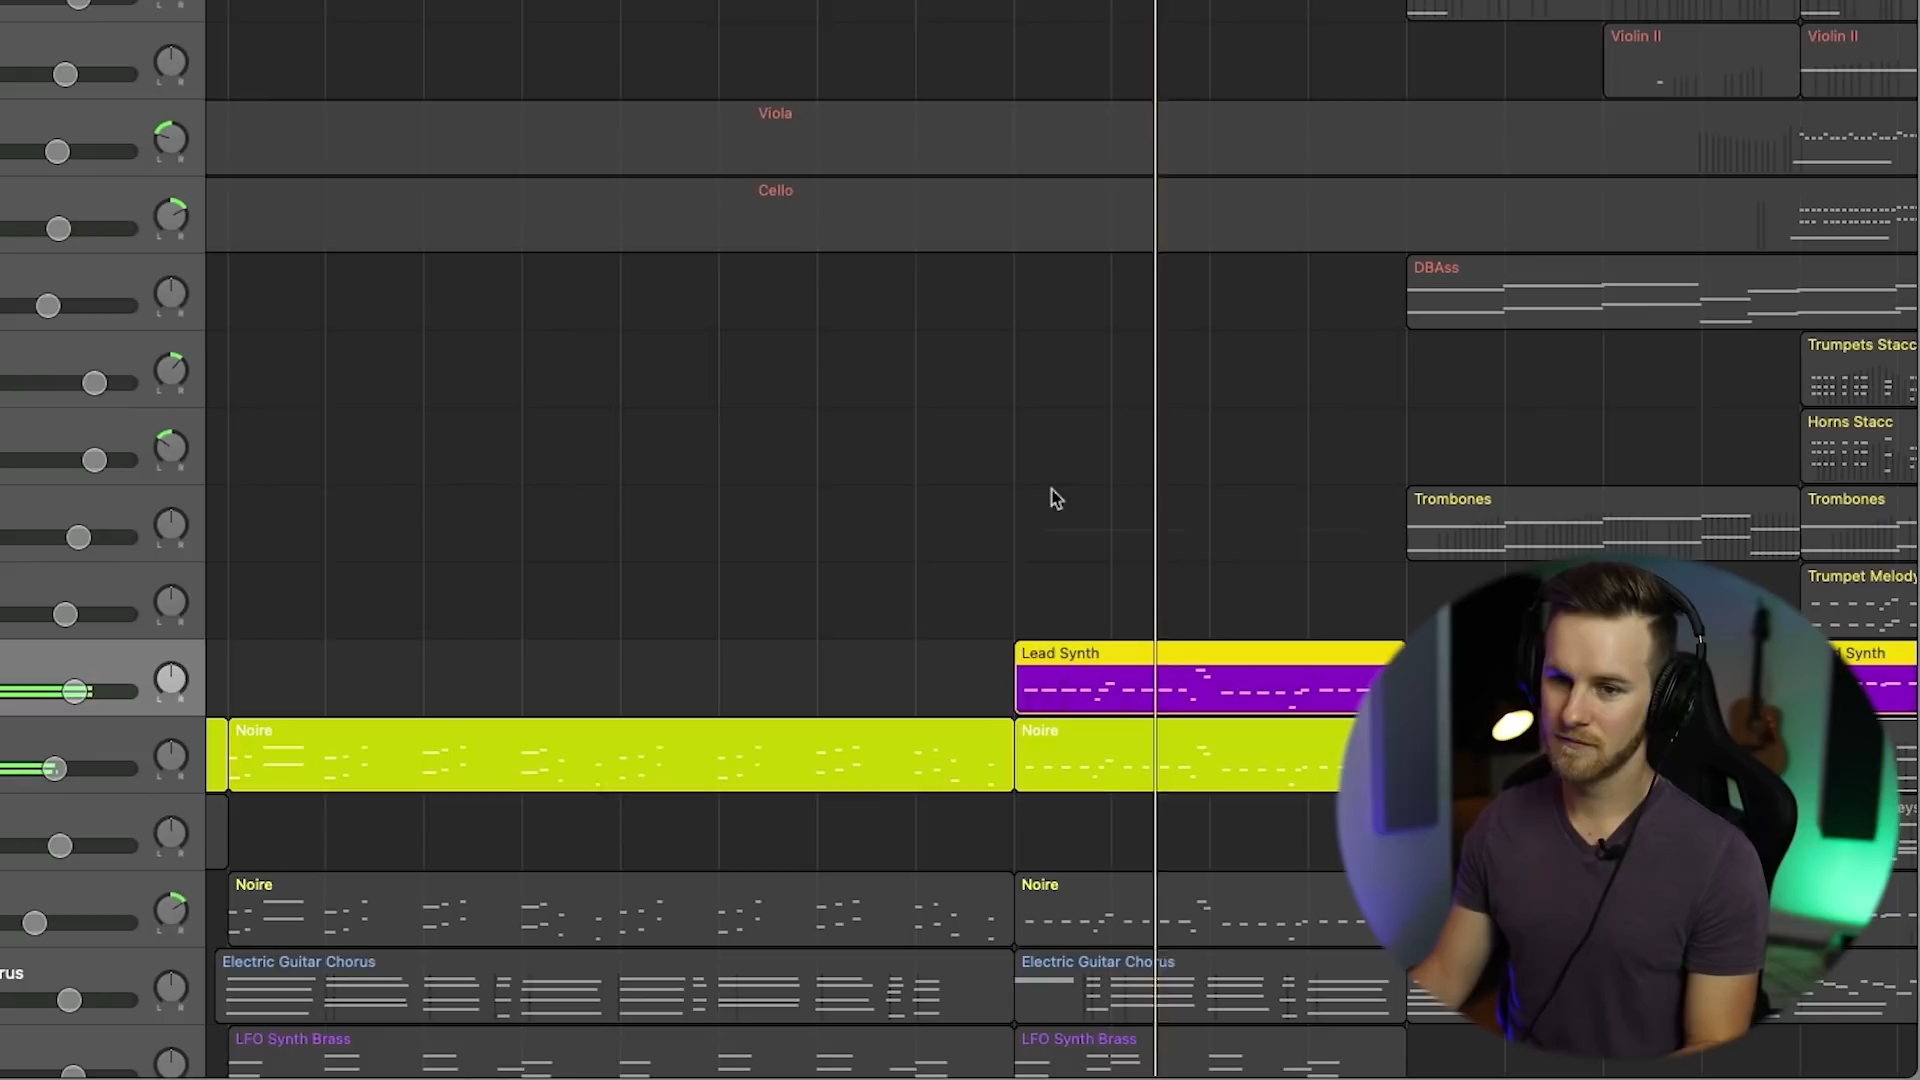 Violin II
Violin II
Viola
Cello
DBAss
Trumpets Stacc
Horns Stacc
Trombones
Trombones
Trumpet Melody
Lead Synth
Synth
Noire
Noire
Noire
Noire
rus
Electric Guitar Chorus
Electric Guitar Chorus
LFO Synth Brass
LFO Synth Brass